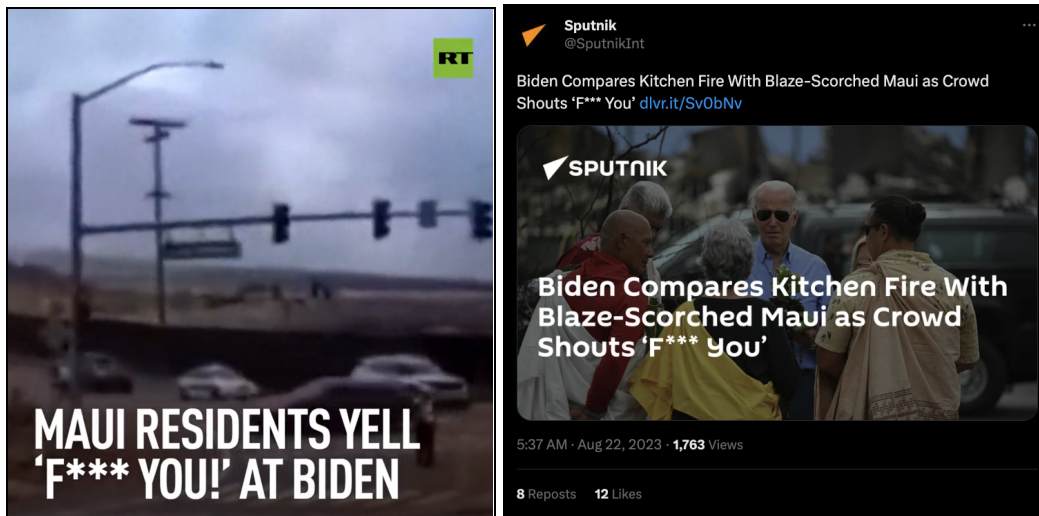 RT
MAUI RESIDENTS YELL
‘F*** YOU!’ AT BIDEN
Sputnik
@SputnikInt
Biden Compares Kitchen Fire With Blaze-Scorched Maui as Crowd
Shouts ‘F*** You’ dlvr.it/Sv0bNv
SPUTNIK
Biden Compares Kitchen Fire With
Blaze-Scorched Maui as Crowd
Shouts ‘F*** You’
5:37 AM · Aug 22, 2023 · 1,763 Views
8 Reposts 12 Likes